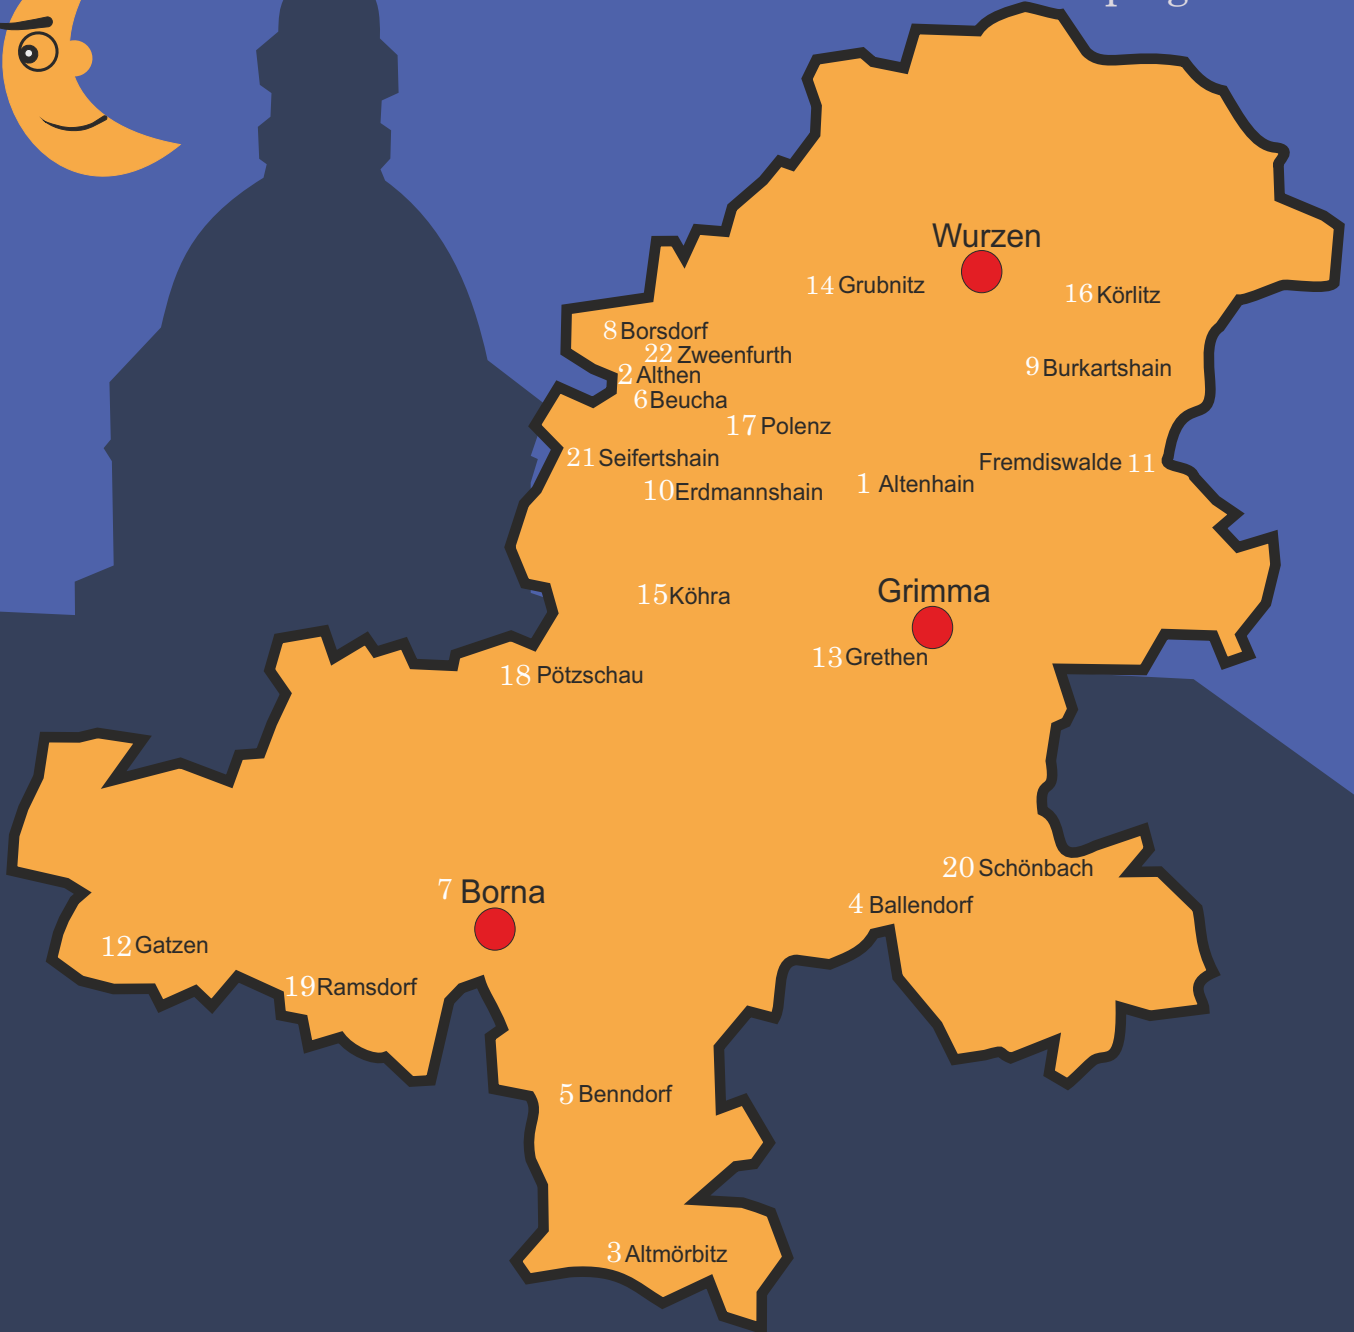 Wurzen
14 Grubnitz
16 Körlitz
8 Borsdorf
22 Zweenfurth
9 Burkartshain
2 Althen
6 Beucha
17 Polenz
21 Seifertshain
Fremdiswalde 11
10 Erdmannshain
1 Altenhain
15 Köhra
Grimma
13 Grethen
18 Pötzschau
20 Schönbach
7 Borna
4 Ballendorf
12 Gatzen
19 Ramsdorf
5 Benndorf
3 Altmörbitz